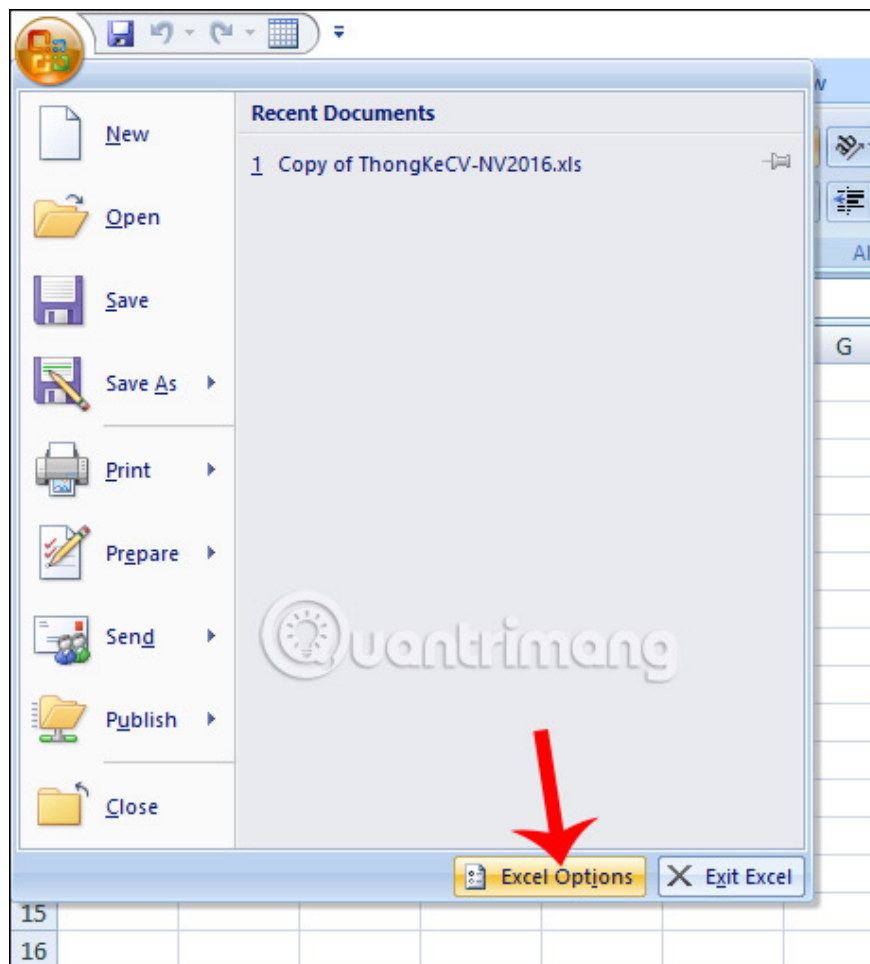 New
Open
Save
Save As
Print
Prepare
Send
Publish
Close
Recent Documents
1 Copy of ThongKeCV-NV2016.xls
Quantrimang
Excel Options
Exit Excel
G
15
16